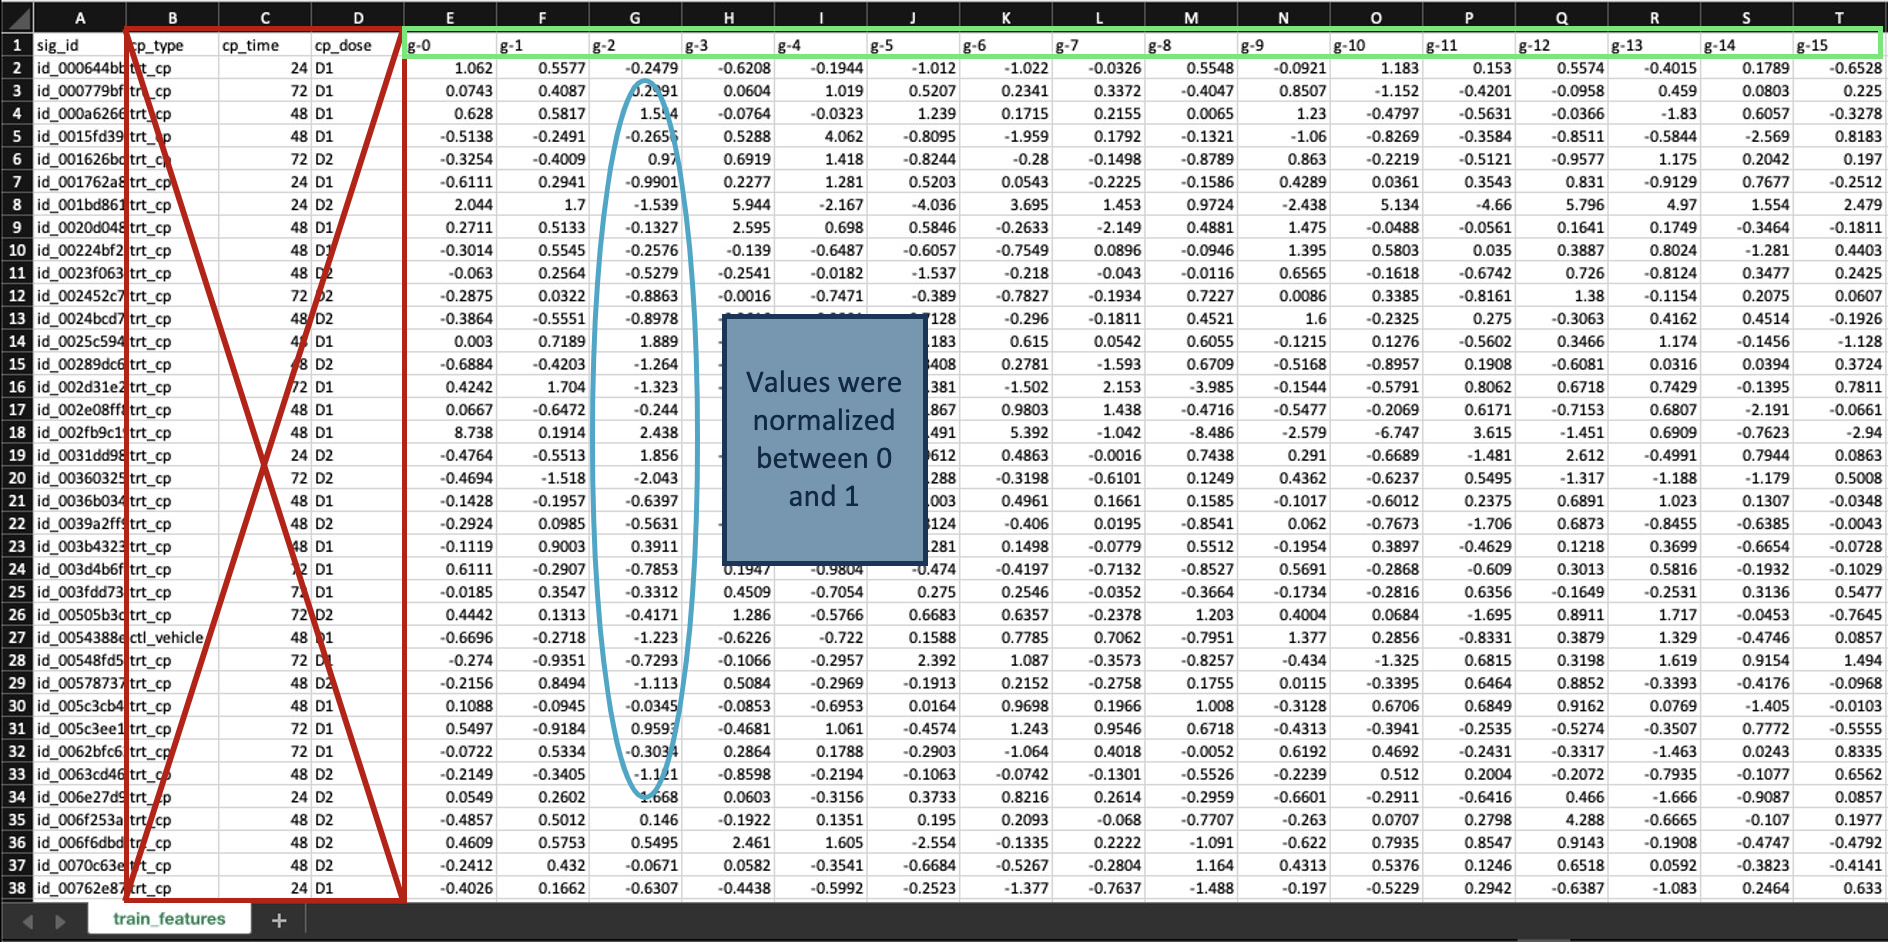 A B C D E F G H I J K L M N O P Q R S T
1 sig_id cp_type cp_time cp_dose g-0 g-1 g-2 g-3 g-4 g-5 g-6 g-7 g-8 g-9 g-10 g-11 g-12 g-13 g-14 g-15
2 id_000644bb trt_cp 24 D1 1.062 0.5577 -0.2479 -0.6208 -0.1944 -1.012 -1.022 -0.0326 0.5548 -0.0921 1.183 0.153 0.5574 -0.4015 0.1789 -0.6528
3 id_000779bf trt_cp 72 D1 0.0743 0.4087 0.2991 0.0604 1.019 0.5207 0.2341 0.3372 -0.4047 0.8507 -1.152 -0.4201 -0.0958 0.459 0.0803 0.225
4 id_000a6266 trt_cp 48 D1 0.628 0.5817 1.554 -0.0764 -0.0323 1.239 0.1715 0.2155 0.0065 1.23 -0.4797 -0.5631 -0.0366 -1.83 0.6057 -0.3278
5 id_0015fd39 trt_cp 48 D1 -0.5138 -0.2491 -0.2656 0.5288 4.062 -0.8095 -1.959 0.1792 -0.1321 -1.06 -0.8269 -0.3584 -0.8511 -0.5844 -2.569 0.8183
6 id_001626bd trt_cp 72 D2 -0.3254 -0.4009 0.97 0.6919 1.418 -0.8244 -0.28 -0.1498 -0.8789 0.863 -0.2219 -0.5121 -0.9577 1.175 0.2042 0.197
7 id_001762a8 trt_cp 24 D1 -0.6111 0.2941 -0.9901 0.2277 1.281 0.5203 0.0543 -0.2225 -0.1586 0.4289 0.0361 0.3543 0.831 -0.9129 0.7677 -0.2512
8 id_001bd861 trt_cp 24 D2 2.044 1.7 -1.539 5.944 -2.167 -4.036 3.695 1.453 0.9724 -2.438 5.134 -4.66 5.796 4.97 1.554 2.479
9 id_0020d048 trt_cp 48 D1 0.2711 0.5133 -0.1327 2.595 0.698 0.5846 -0.2633 -2.149 0.4881 1.475 -0.0488 -0.0561 0.1641 0.1749 -0.3464 -0.1811
10 id_00224bf2 trt_cp 48 D1 -0.3014 0.5545 -0.2576 -0.139 -0.6487 -0.6057 -0.7549 0.0896 -0.0946 1.395 0.5803 0.035 0.3887 0.8024 -1.281 0.4403
11 id_0023f063 trt_cp 48 D2 -0.063 0.2564 -0.5279 -0.2541 -0.0182 -1.537 -0.218 -0.043 -0.0116 0.6565 -0.1618 -0.6742 0.726 -0.8124 0.3477 0.2425
12 id_002452c7 trt_cp 72 D2 -0.2875 0.0322 -0.8863 -0.0016 -0.7471 -0.389 -0.7827 -0.1934 0.7227 0.0086 0.3385 -0.8161 1.38 -0.1154 0.2075 0.0607
13 id_0024bcd7 trt_cp 48 D2 -0.3864 -0.5551 -0.8978 7128 -0.296 -0.1811 0.4521 1.6 -0.2325 0.275 -0.3063 0.4162 0.4514 -0.1926
14 id_0025c594 trt_cp 48 D1 0.003 0.7189 1.889 .183 0.615 0.0542 0.6055 -0.1215 0.1276 -0.5602 0.3466 1.174 -0.1456 -1.128
15 id_00289dc6 trt_cp 48 D2 -0.6884 -0.4203 -1.264 408 0.2781 -1.593 0.6709 -0.5168 -0.8957 0.1908 -0.6081 0.0316 0.0394 0.3724
16 id_002d31e2 trt_cp 72 D1 0.4242 1.704 -1.323 .381 -1.502 2.153 -3.985 -0.1544 -0.5791 0.8062 0.6718 0.7429 -0.1395 0.7811
17 id_002e08ff trt_cp 48 D1 0.0667 -0.6472 -0.244 .867 0.9803 1.438 -0.4716 -0.5477 -0.2069 0.6171 -0.7153 0.6807 -2.191 -0.0661
18 id_002fb9c1 trt_cp 48 D1 8.738 0.1914 2.438 .491 5.392 -1.042 -8.486 -2.579 -6.747 3.615 -1.451 0.6909 -0.7623 -2.94
19 id_0031dd98 trt_cp 24 D2 -0.4764 -0.5513 1.856 612 0.4863 -0.0016 0.7438 0.291 -0.6689 -1.481 2.612 -0.4991 0.7944 0.0863
20 id_00360325 trt_cp 72 D2 -0.4694 -1.518 -2.043 .288 -0.3198 -0.6101 0.1249 0.4362 -0.6237 0.5495 -1.317 -1.188 -1.179 0.5008
21 id_0036b034 trt_cp 48 D1 -0.1428 -0.1957 -0.6397 .003 0.4961 0.1661 0.1585 -0.1017 -0.6012 0.2375 0.6891 1.023 0.1307 -0.0348
22 id_0039a2ff trt_cp 48 D2 -0.2924 0.0985 -0.5631 124 -0.406 0.0195 -0.8541 0.062 -0.7673 -1.706 0.6873 -0.8455 -0.6385 -0.0043
23 id_003b4323 trt_cp 48 D1 -0.1119 0.9003 0.3911 .281 0.1498 -0.0779 0.5512 -0.1954 0.3897 -0.4629 0.1218 0.3699 -0.6654 -0.0728
24 id_003d4b6f trt_cp 72 D1 0.6111 -0.2907 -0.7853 0.1947 -0.9804 -0.474 -0.4197 -0.7132 -0.8527 0.5691 -0.2868 -0.609 0.3013 0.5816 -0.1932 -0.1029
25 id_003fdd73 trt_cp 72 D1 -0.0185 0.3547 -0.3312 0.4509 -0.7054 0.275 0.2546 -0.0352 -0.3664 -0.1734 -0.2816 0.6356 -0.1649 -0.2531 0.3136 0.5477
26 id_00505b3c trt_cp 72 D2 0.4442 0.1313 -0.4171 1.286 -0.5766 0.6683 0.6357 -0.2378 1.203 0.4004 0.0684 -1.695 0.8911 1.717 -0.0453 -0.7645
27 id_0054388e ctl_vehicle 48 D1 -0.6696 -0.2718 -1.223 -0.6226 -0.722 0.1588 0.7785 0.7062 -0.7951 1.377 0.2856 -0.8331 0.3879 1.329 -0.4746 0.0857
28 id_00548fd5 trt_cp 72 D1 -0.274 -0.9351 -0.7293 -0.1066 -0.2957 2.392 1.087 -0.3573 -0.8257 -0.434 -1.325 0.6815 0.3198 1.619 0.9154 1.494
29 id_00578737 trt_cp 48 D2 -0.2156 0.8494 -1.113 0.5084 -0.2969 -0.1913 0.2152 -0.2758 0.1755 0.0115 -0.3395 0.6464 0.8852 -0.3393 -0.4176 -0.0968
30 id_005c3cb4 trt_cp 48 D1 0.1088 -0.0945 -0.0345 -0.0853 -0.6953 0.0164 0.9698 0.1966 1.008 -0.3128 0.6706 0.6849 0.9162 0.0769 -1.405 -0.0103
31 id_005c3ee1 trt_cp 72 D1 0.5497 -0.9184 0.9593 -0.4681 1.061 -0.4574 1.243 0.9546 0.6718 -0.4313 -0.3941 -0.2535 -0.5274 -0.3507 0.7772 -0.5555
32 id_0062bfc6 trt_cp 72 D1 -0.0722 0.5334 -0.3034 0.2864 0.1788 -0.2903 -1.064 0.4018 -0.0052 0.6192 0.4692 -0.2431 -0.3317 -1.463 0.0243 0.8335
33 id_0063cd46 trt_cp 48 D2 -0.2149 -0.3405 -1.121 -0.8598 -0.2194 -0.1063 -0.0742 -0.1301 -0.5526 -0.2239 0.512 0.2004 -0.2072 -0.7935 -0.1077 0.6562
34 id_006e27d9 trt_cp 24 D2 0.0549 0.2602 1.668 0.0603 -0.3156 0.3733 0.8216 0.2614 -0.2959 -0.6601 -0.2911 -0.6416 0.466 -1.666 -0.9087 0.0857
35 id_006f253a trt_cp 48 D2 -0.4857 0.5012 0.146 -0.1922 0.1351 0.195 0.2093 -0.068 -0.7707 -0.263 0.0707 0.2798 4.288 -0.6665 -0.107 0.1977
36 id_006f6dbd trt_cp 48 D2 0.4609 0.5753 0.5495 2.461 1.605 -2.554 -0.1335 0.2222 -1.091 -0.622 0.7935 0.8547 0.9143 -0.1908 -0.4747 -0.4792
37 id_0070c63e trt_cp 48 D2 -0.2412 0.432 -0.0671 0.0582 -0.3541 -0.6684 -0.5267 -0.2804 1.164 0.4313 0.5376 0.1246 0.6518 0.0592 -0.3823 -0.4141
38 id_00762e87 trt_cp 24 D1 -0.4026 0.1662 -0.6307 -0.4438 -0.5992 -0.2523 -1.377 -0.7637 -1.488 -0.197 -0.5229 0.2942 -0.6387 -1.083 0.2464 0.633
Values were
normalized
between 0
and 1
train_features +